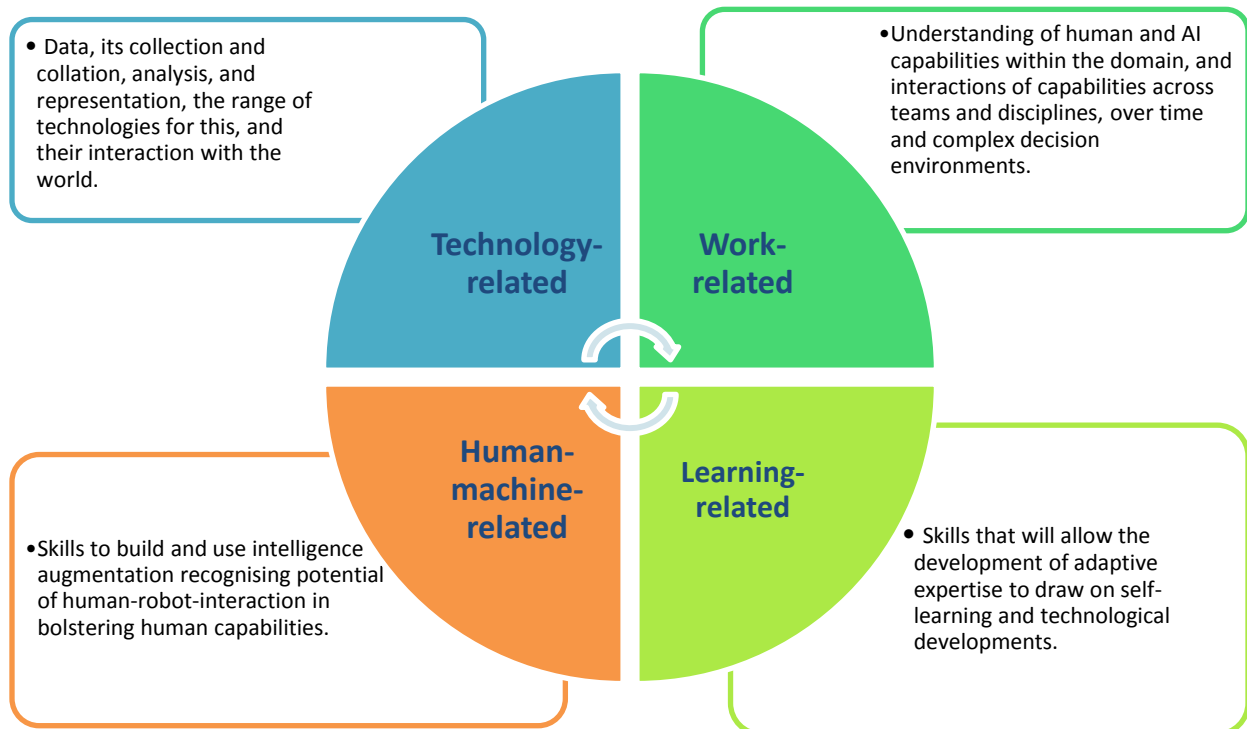 • Data, its collection and
collation, analysis, and
representation, the range of
technologies for this, and
their interaction with the
world.
•Understanding of human and AI
capabilities within the domain, and
interactions of capabilities across
teams and disciplines, over time
and complex decision
environments.
Technology-
related
Work-
related
Human-
machine-
related
Learning-
related
•Skills to build and use intelligence
augmentation recognising potential
of human-robot-interaction in
bolstering human capabilities.
• Skills that will allow the
development of adaptive
expertise to draw on self-
learning and technological
developments.